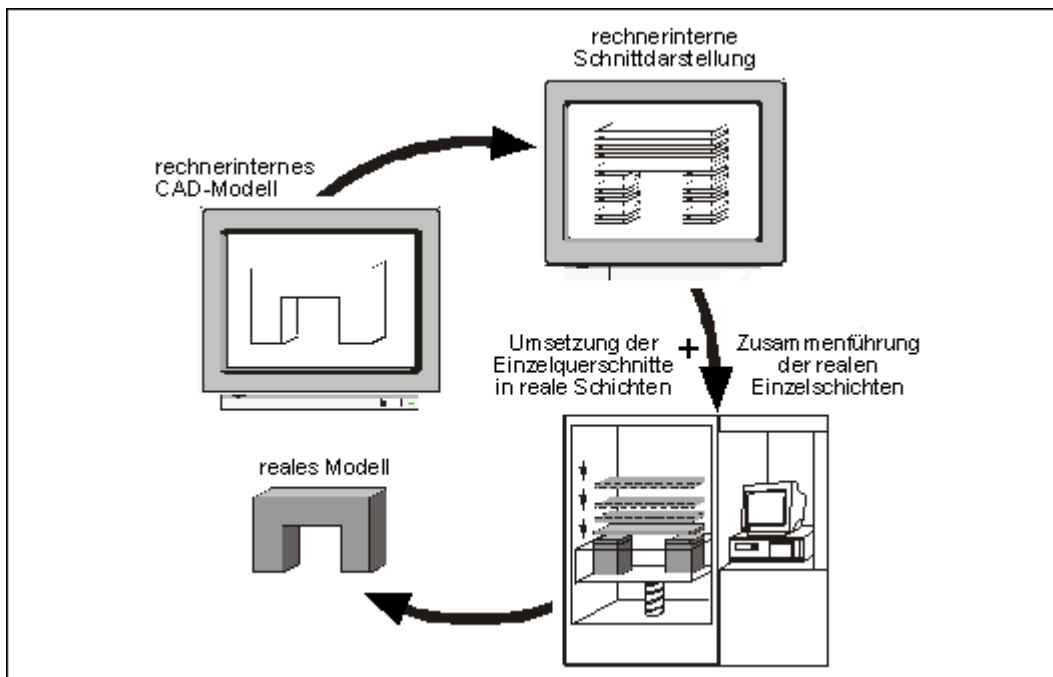 rechnerinterne
Schnittdarstellung
rechnerinternes
CAD-Modell
Umsetzung der
Einzelquerschnitte
in reale Schichten
+
Zusammenführung
der realen
Einzelschichten
reales Modell